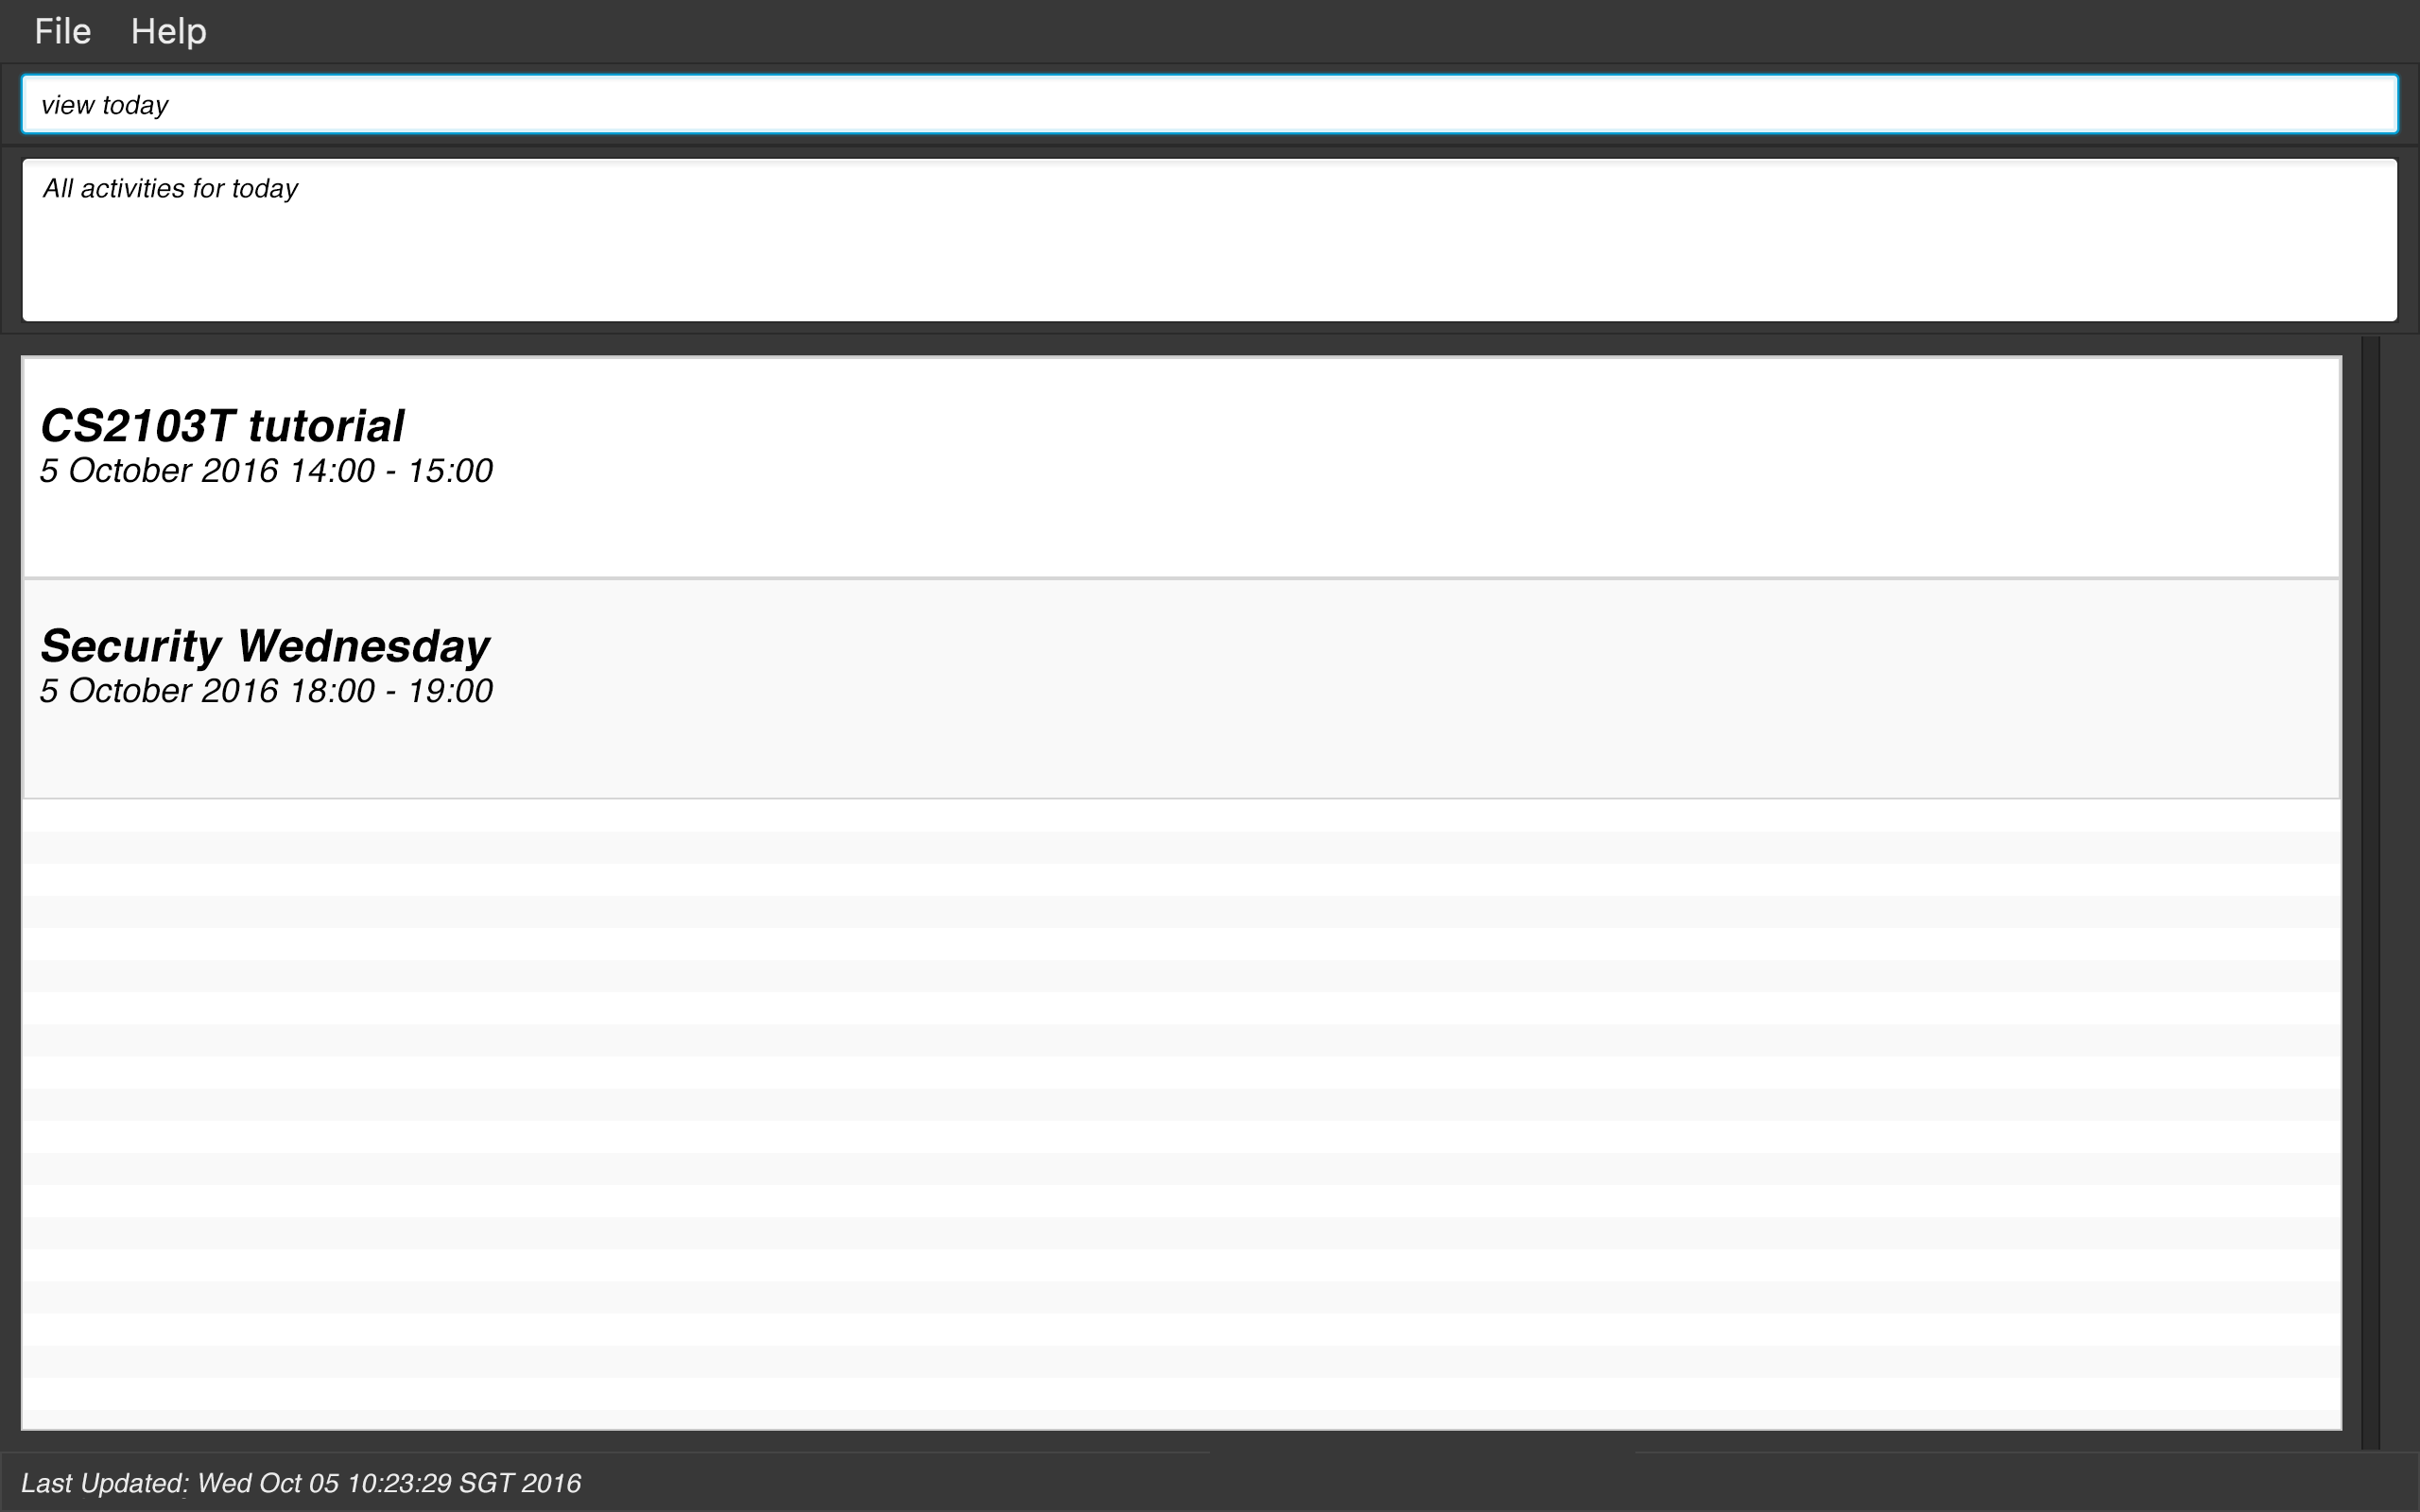 File Help
view today
All activities for today
CS2103T tutorial
5 October 2016 14:00 - 15:00
Security Wednesday
5 October 2016 18:00 - 19:00
Last Updated: Wed Oct 05 10:23:29 SGT 2016